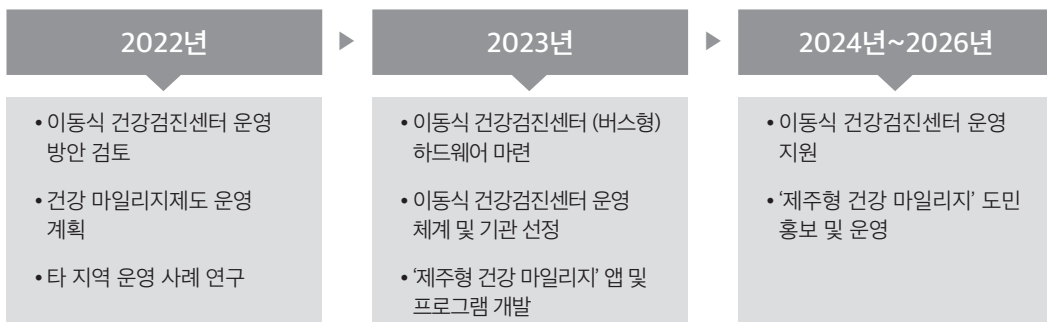 2022년
• 이동식 건강검진센터 운영
방안 검토
• 건강 마일리지제도 운영
계획
• 타 지역 운영 사례 연구
▶
2023년
• 이동식 건강검진센터 (버스형)
하드웨어 마련
• 이동식 건강검진센터 운영
체계 및 기관 선정
• ‘제주형 건강 마일리지’ 앱 및
프로그램 개발
▶
2024년~2026년
• 이동식 건강검진센터 운영
지원
• ‘제주형 건강 마일리지’ 도민
홍보 및 운영